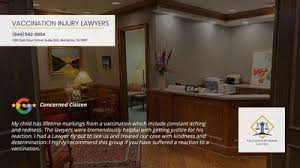 VACCINATION INJURY LAWYERS
(844) 943-0954
Concerned Citizen
My child has lifetime markings from a vaccination which include constant itching
and redness. The lawyers were tremendously helpful with getting justice for his
reaction. I had a Lawyer fly out to see us and treated our case with kindness and
determination. I highly recommend this group if you have suffered a reaction to a
vaccination.
VACCINATION INJURY
LAWYERS